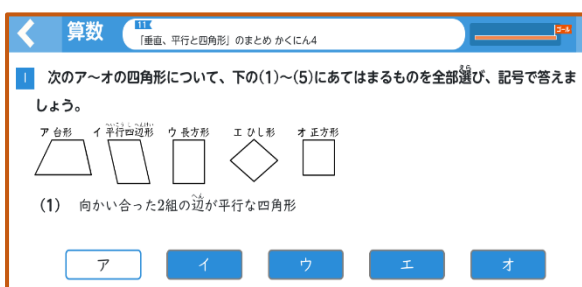 算数
11
「垂直、平行と四角形」のまとめ かくにん4
ゴール
1 次のア～オの四角形について、下の(1)～(5)にあてはまるものを全部選び、記号で答えま
しょう。
ア 台形 イ 平行四辺形 ウ 長方形 エ ひし形 オ 正方形
(1) 向かい合った2組の辺が平行な四角形
ア イ ウ エ オ